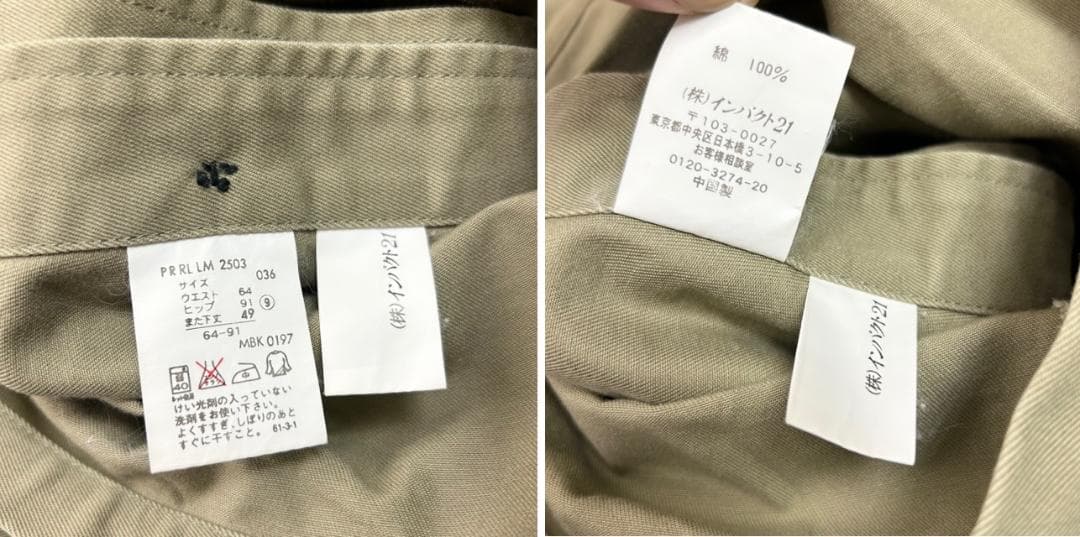 PRRLLM 2503
036
サイズ
ウエスト 64
ヒップ 91 ⑨
また下丈 49
64-91
MBK0197
40
中
けい光剤の入っていない
洗剤をお使い下さい。
よくすすぎ、しぼりのあと
すぐに干すこと。 61-3-1
(株)インパクト21
綿 100%
(株)インパクト21
〒103-0027
東京都中央区日本橋3-10-5
お客様相談室
0120-3274-20
中国製
(株)インパクト21